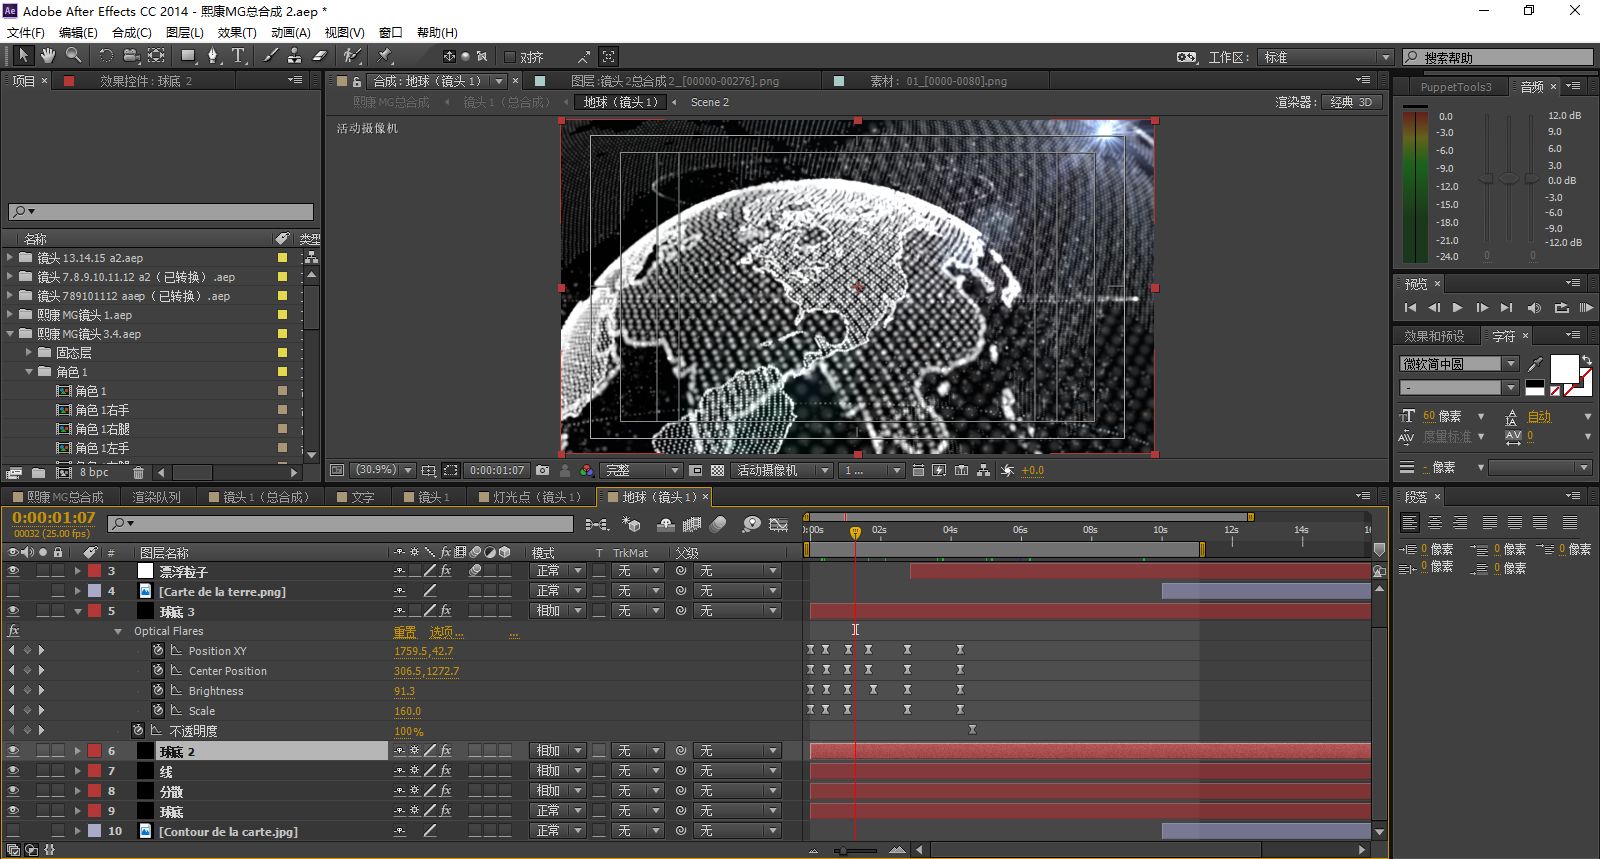 Adobe After Effects CC 2014 - 熙康MG总合成 2.aep *
文件(F) 编辑(E) 合成(C) 图层(L) 效果(T) 动画(A) 视图(V) 窗口 帮助(H)
对齐 工作区: 标准 搜索帮助
项目 × 效果控件: 球底 2 合成: 地球（镜头1） × 图层:镜头2总合成2_[00000-00276].png 素材: 01_[0000-0080].png PuppetTools3 音频 ×
熙康MG总合成 镜头1（总合成） 地球（镜头1） Scene 2 渲染器: 经典 3D
活动摄像机
0.0 12.0 dB
-3.0 9.0
-6.0 6.0
-9.0 3.0
-12.0 0.0 dB
-15.0 -3.0
-18.0 -6.0
-21.0 -9.0
-24.0 -12.0 dB
0 0
名称 类型
镜头13.14.15 a2.aep
镜头7.8.9.10.11.12 a2（已转换）.aep
镜头789101112 aaep（已转换）.aep
熙康MG镜头1.aep
熙康MG镜头3.4.aep
固态层
角色1
角色1
角色1右手
角色1右腿
角色1左手
8 bpc
预览 ×
效果和预设 字符 ×
微软简中圆
-
60 像素 自动
度量标准 0
- 像素
(30.9%) 0:00:01:07 完整 活动摄像机 1 ... +0.0
熙康MG总合成 渲染队列 镜头1（总合成） 文字 镜头1 灯光点（镜头1） 地球（镜头1） ×
段落 ×
0 像素 0 像素 0 像素
0 像素 0 像素
0:00:01:07
00032 (25.00 fps)
0:00s 02s 04s 06s 08s 10s 12s 14s
# 图层名称 fx 模式 T TrkMat 父级
3 漂浮粒子 fx 正常 无 无
4 [Carte de la terre.png] 正常 无 无
5 球底 3 fx 相加 无 无
fx Optical Flares 重置 选项... ...
Position XY 1759.5,42.7
Center Position 306.5,1272.7
Brightness 91.3
Scale 160.0
不透明度 100%
6 球底 2 fx 相加 无 无
7 线 fx 相加 无 无
8 分散 fx 相加 无 无
9 球底 fx 正常 无 无
10 [Contour de la carte.jpg] 正常 无 无